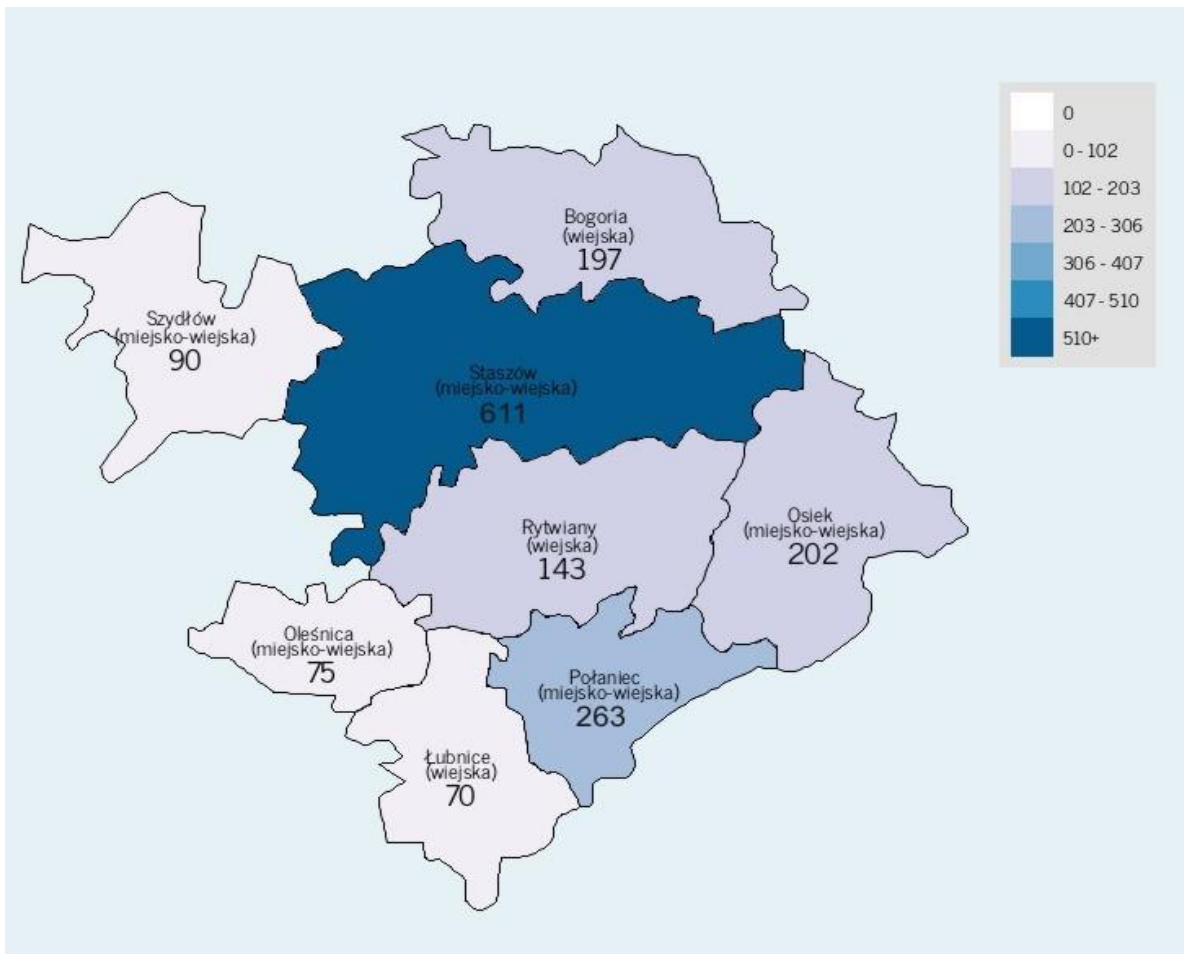 0
0 - 102
102 - 203
203 - 306
306 - 407
407 - 510
510+
Bogoria
(wiejska)
197
Szydłów
(miejsko-wiejska)
90
Staszów
(miejsko-wiejska)
611
Osiek
(miejsko-wiejska)
202
Rytwiany
(wiejska)
143
Oleśnica
(miejsko-wiejska)
75
Połaniec
(miejsko-wiejska)
263
Łubnice
(wiejska)
70